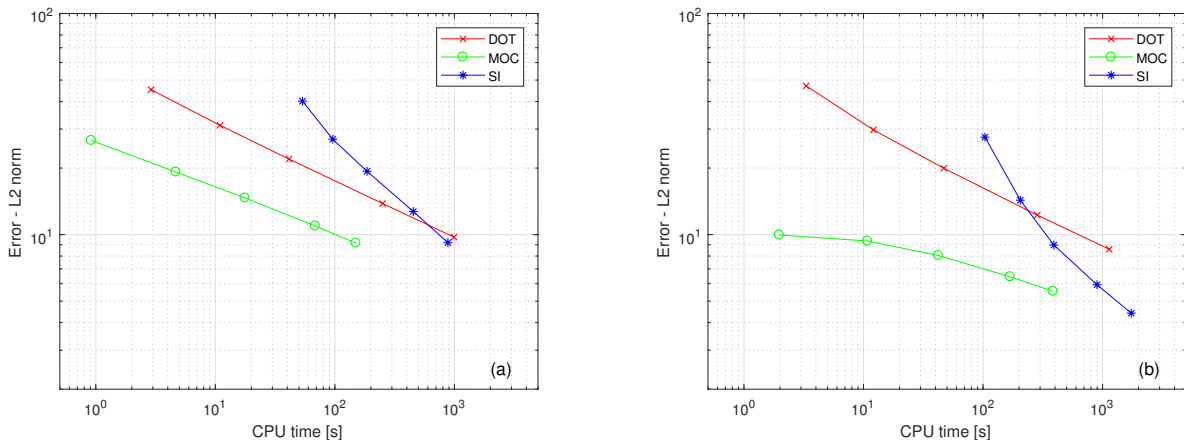 10^2
DOT
MOC
SI
Error - L2 norm
10^1
(a)
10^0 10^1 10^2 10^3
CPU time [s]
10^2
DOT
MOC
SI
Error - L2 norm
10^1
(b)
10^0 10^1 10^2 10^3
CPU time [s]